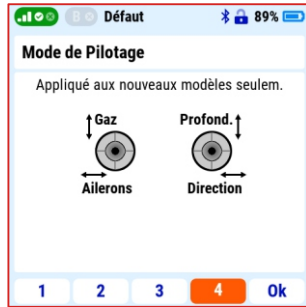 B Défaut 89%
Mode de Pilotage
Appliqué aux nouveaux modèles seulem.
Gaz Profond.
Ailerons Direction
1 2 3 4 Ok